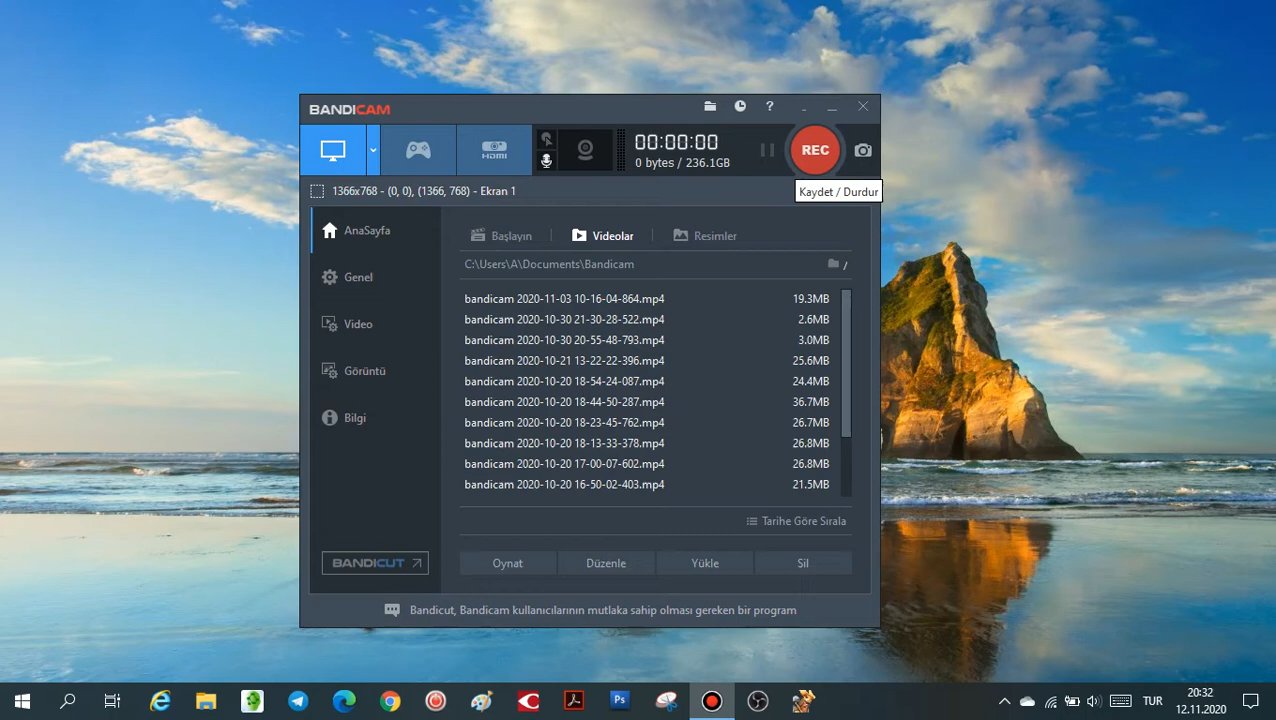 BANDICAM
?
HDMI
00:00:00
0 bytes / 236.1GB
REC
Kaydet / Durdur
1366x768 - (0, 0), (1366, 768) - Ekran 1
AnaSayfa
Genel
Video
Görüntü
Bilgi
BANDICUT
Başlayın
Videolar
Resimler
C:\Users\A\Documents\Bandicam
/
bandicam 2020-11-03 10-16-04-864.mp4 19.3MB
bandicam 2020-10-30 21-30-28-522.mp4 2.6MB
bandicam 2020-10-30 20-55-48-793.mp4 3.0MB
bandicam 2020-10-21 13-22-22-396.mp4 25.6MB
bandicam 2020-10-20 18-54-24-087.mp4 24.4MB
bandicam 2020-10-20 18-44-50-287.mp4 36.7MB
bandicam 2020-10-20 18-23-45-762.mp4 26.7MB
bandicam 2020-10-20 18-13-33-378.mp4 26.8MB
bandicam 2020-10-20 17-00-07-602.mp4 26.8MB
bandicam 2020-10-20 16-50-02-403.mp4 21.5MB
Tarihe Göre Sırala
Oynat
Düzenle
Yükle
Sil
Bandicut, Bandicam kullanıcılarının mutlaka sahip olması gereken bir program
Ps
TUR
20:32
12.11.2020